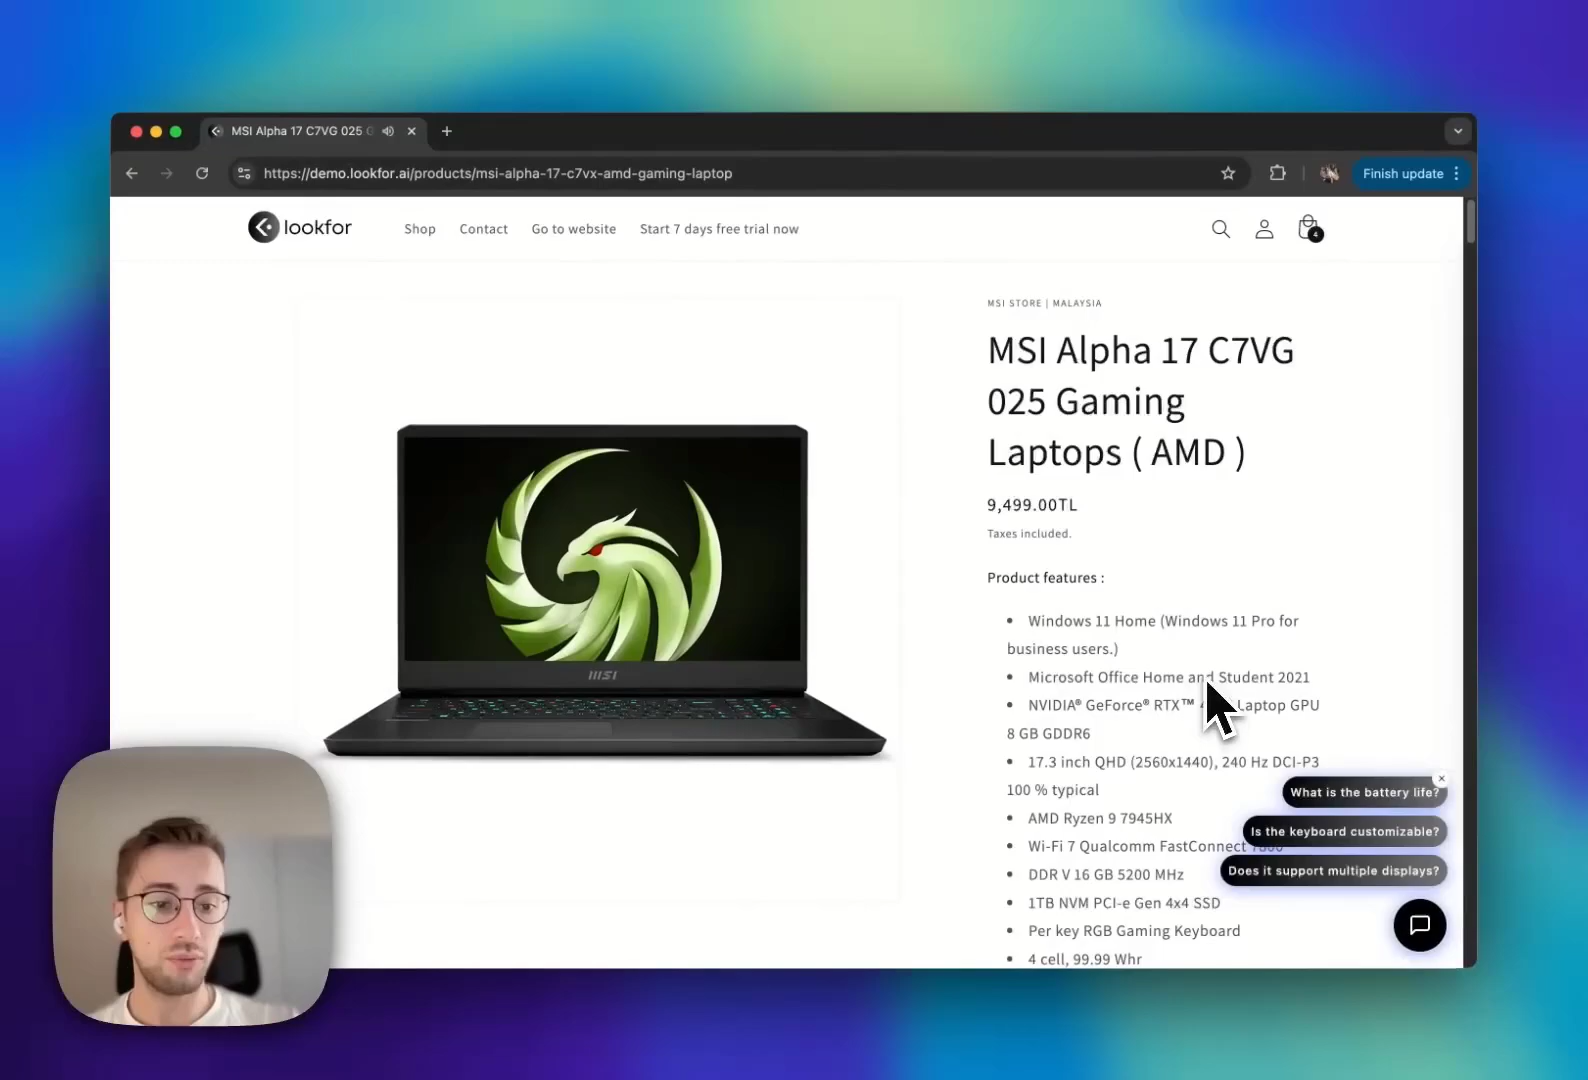 MSI Alpha 17 C7VG 025
https://demo.lookfor.ai/products/msi-alpha-17-c7vx-amd-gaming-laptop
Finish update
lookfor
Shop
Contact
Go to website
Start 7 days free trial now
4
MSI STORE | MALAYSIA
MSI Alpha 17 C7VG
025 Gaming
Laptops ( AMD )
9,499.00TL
Taxes included.
Product features :
Windows 11 Home (Windows 11 Pro for
business users.)
Microsoft Office Home and Student 2021
NVIDIA® GeForce® RTX™ Laptop GPU
8 GB GDDR6
17.3 inch QHD (2560x1440), 240 Hz DCI-P3
100 % typical
AMD Ryzen 9 7945HX
Wi-Fi 7 Qualcomm FastConnect
DDR V 16 GB 5200 MHz
1TB NVM PCI-e Gen 4x4 SSD
Per key RGB Gaming Keyboard
4 cell, 99.99 Whr
msi
What is the battery life?
Is the keyboard customizable?
Does it support multiple displays?